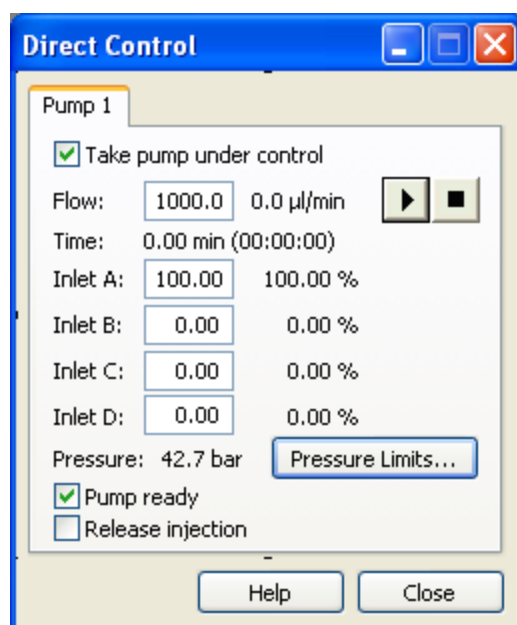 Direct Control
Pump 1
Take pump under control
Flow: 1000.0 0.0 µl/min
Time: 0.00 min (00:00:00)
Inlet A: 100.00 100.00 %
Inlet B: 0.00 0.00 %
Inlet C: 0.00 0.00 %
Inlet D: 0.00 0.00 %
Pressure: 42.7 bar Pressure Limits...
Pump ready
Release injection
Help Close